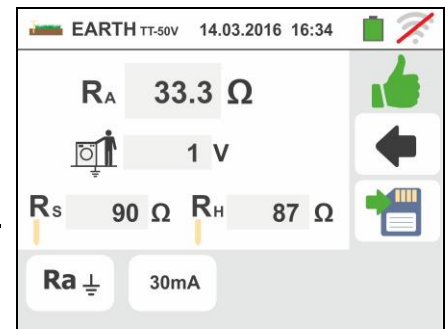 EARTH TT-50V 14.03.2016 16:34
RA 33.3 Ω
1 V
RS 90 Ω RH 87 Ω
Ra 30mA